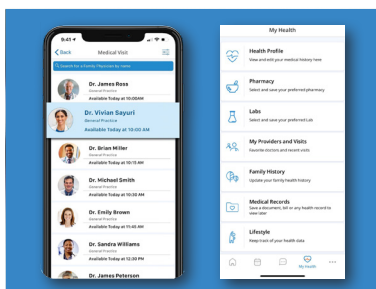 9:41
Back
Medical Visit
Search for a Family Physician by name
Dr. James Ross
General Practice
Available Today at 10:00AM
Dr. Vivian Sayuri
General Practice
Available Today at 10:00 AM
Dr. Brian Miller
General Practice
Available Today at 10:15 AM
Dr. Michael Smith
General Practice
Available Today at 10:30 AM
Dr. Emily Brown
General Practice
Available Today at 11:45 AM
Dr. Sandra Williams
General Practice
Available Today at 12:30 PM
Dr. James Peterson
My Health
Health Profile
View and edit your medical history here
Pharmacy
Select and save your preferred pharmacy
Labs
Select and save your preferred Lab
My Providers and Visits
Favorite doctors and recent visits
Family History
Update your family health history
Medical Records
Save a document, bill or any health record to
view later
Lifestyle
Keep track of your health data
My Health